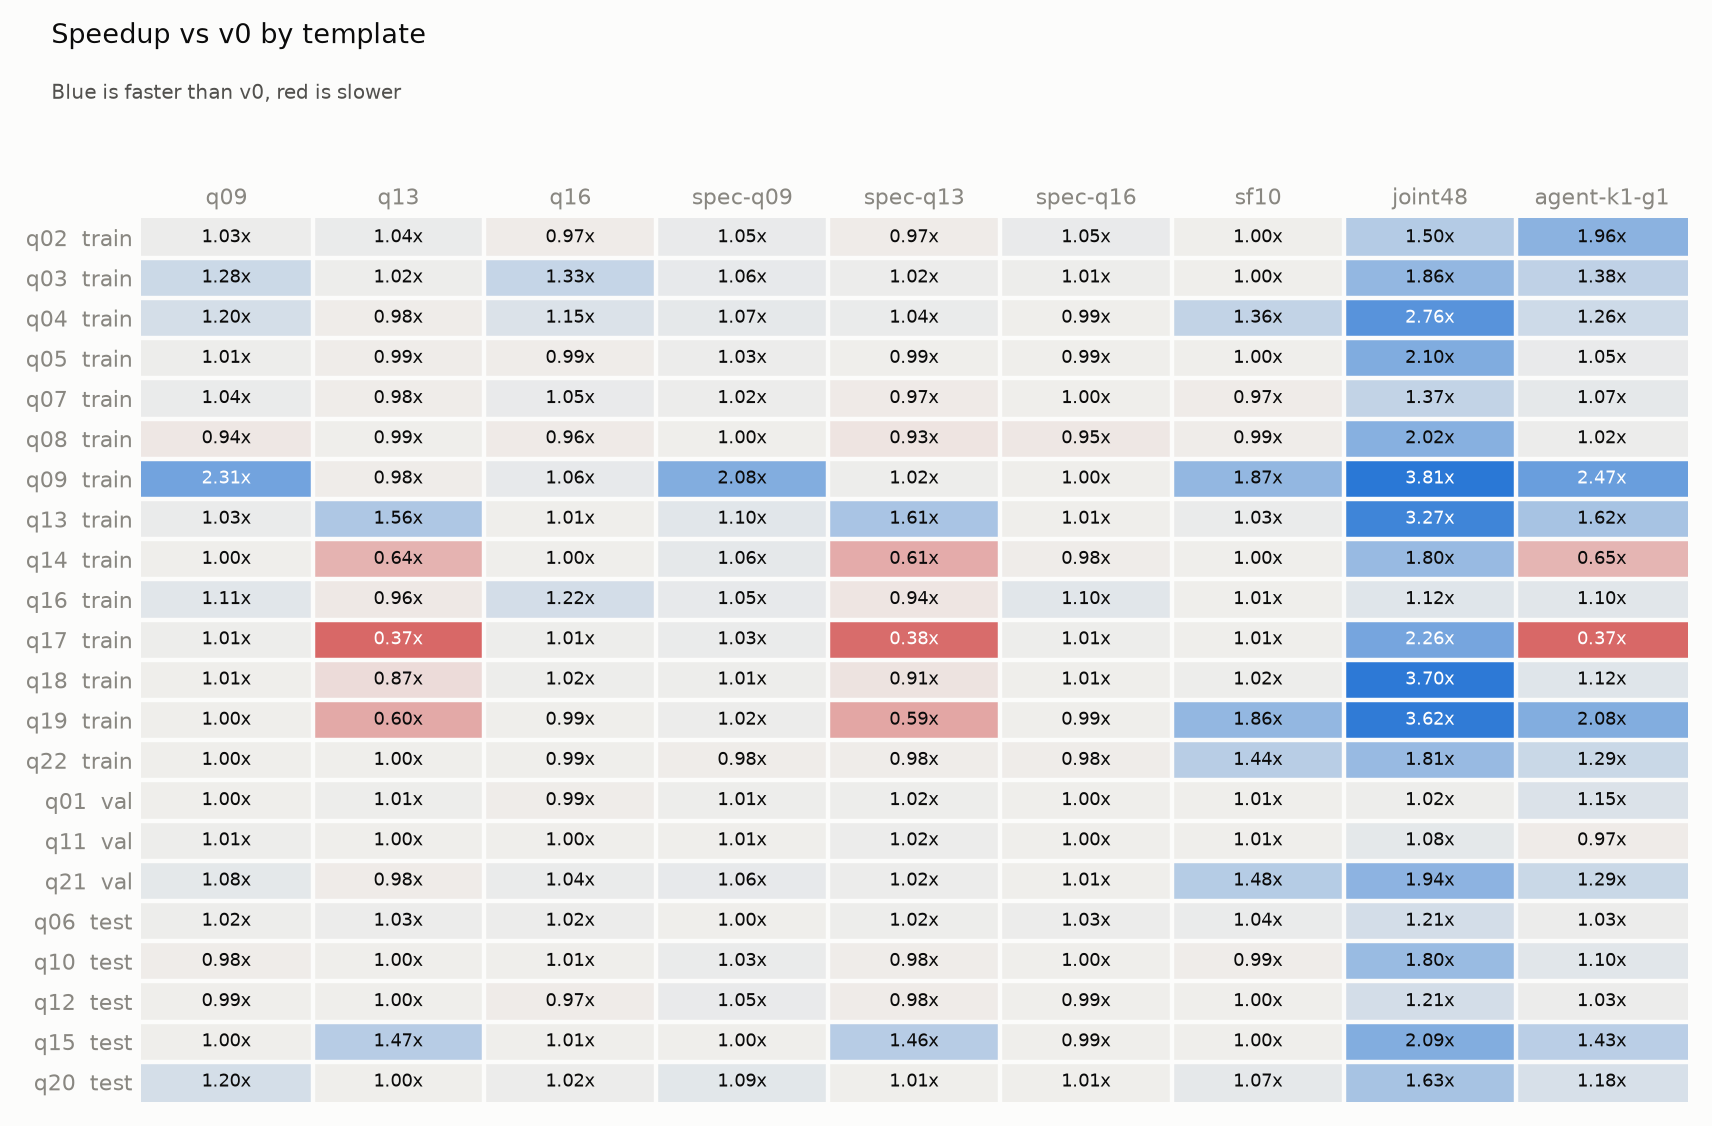 Speedup vs v0 by template
Blue is faster than v0, red is slower
q09 q13 q16 spec-q09 spec-q13 spec-q16 sf10 joint48 agent-k1-g1
q02 train 1.03x 1.04x 0.97x 1.05x 0.97x 1.05x 1.00x 1.50x 1.96x
q03 train 1.28x 1.02x 1.33x 1.06x 1.02x 1.01x 1.00x 1.86x 1.38x
q04 train 1.20x 0.98x 1.15x 1.07x 1.04x 0.99x 1.36x 2.76x 1.26x
q05 train 1.01x 0.99x 0.99x 1.03x 0.99x 0.99x 1.00x 2.10x 1.05x
q07 train 1.04x 0.98x 1.05x 1.02x 0.97x 1.00x 0.97x 1.37x 1.07x
q08 train 0.94x 0.99x 0.96x 1.00x 0.93x 0.95x 0.99x 2.02x 1.02x
q09 train 2.31x 0.98x 1.06x 2.08x 1.02x 1.00x 1.87x 3.81x 2.47x
q13 train 1.03x 1.56x 1.01x 1.10x 1.61x 1.01x 1.03x 3.27x 1.62x
q14 train 1.00x 0.64x 1.00x 1.06x 0.61x 0.98x 1.00x 1.80x 0.65x
q16 train 1.11x 0.96x 1.22x 1.05x 0.94x 1.10x 1.01x 1.12x 1.10x
q17 train 1.01x 0.37x 1.01x 1.03x 0.38x 1.01x 1.01x 2.26x 0.37x
q18 train 1.01x 0.87x 1.02x 1.01x 0.91x 1.01x 1.02x 3.70x 1.12x
q19 train 1.00x 0.60x 0.99x 1.02x 0.59x 0.99x 1.86x 3.62x 2.08x
q22 train 1.00x 1.00x 0.99x 0.98x 0.98x 0.98x 1.44x 1.81x 1.29x
q01 val 1.00x 1.01x 0.99x 1.01x 1.02x 1.00x 1.01x 1.02x 1.15x
q11 val 1.01x 1.00x 1.00x 1.01x 1.02x 1.00x 1.01x 1.08x 0.97x
q21 val 1.08x 0.98x 1.04x 1.06x 1.02x 1.01x 1.48x 1.94x 1.29x
q06 test 1.02x 1.03x 1.02x 1.00x 1.02x 1.03x 1.04x 1.21x 1.03x
q10 test 0.98x 1.00x 1.01x 1.03x 0.98x 1.00x 0.99x 1.80x 1.10x
q12 test 0.99x 1.00x 0.97x 1.05x 0.98x 0.99x 1.00x 1.21x 1.03x
q15 test 1.00x 1.47x 1.01x 1.00x 1.46x 0.99x 1.00x 2.09x 1.43x
q20 test 1.20x 1.00x 1.02x 1.09x 1.01x 1.01x 1.07x 1.63x 1.18x